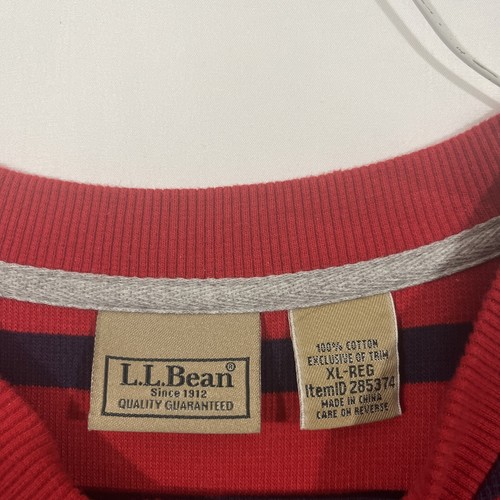 L.L.Bean®
Since 1912
QUALITY GUARANTEED
100% COTTON
EXCLUSIVE OF TRIM
XL-REG
ItemID 285374
MADE IN CHINA
CARE ON REVERSE